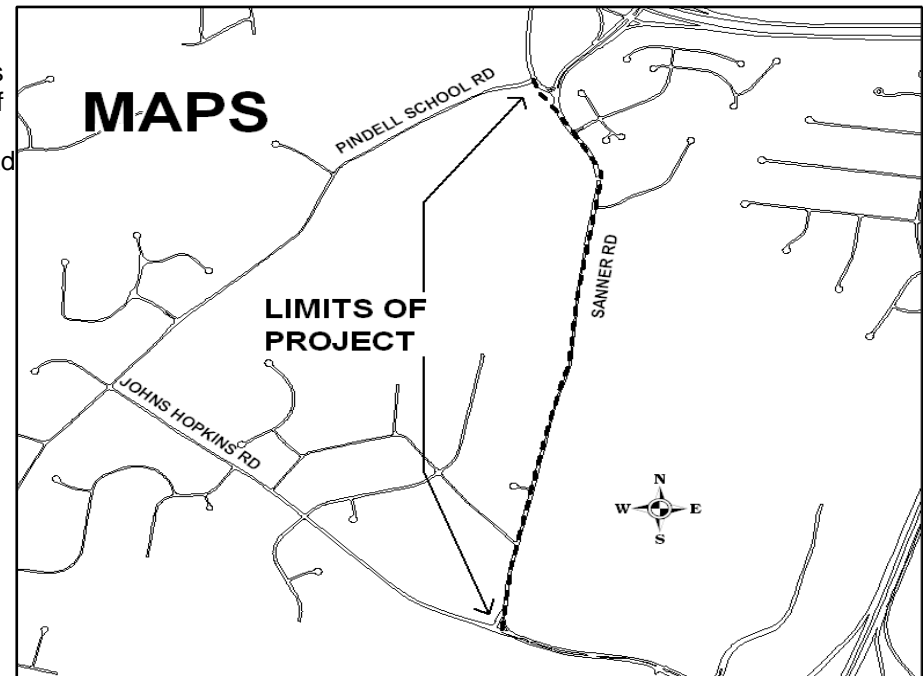 s
f
d
MAPS
PINDELL SCHOOL RD
SANNER RD
LIMITS OF
PROJECT
JOHNS HOPKINS RD
N
W E
S